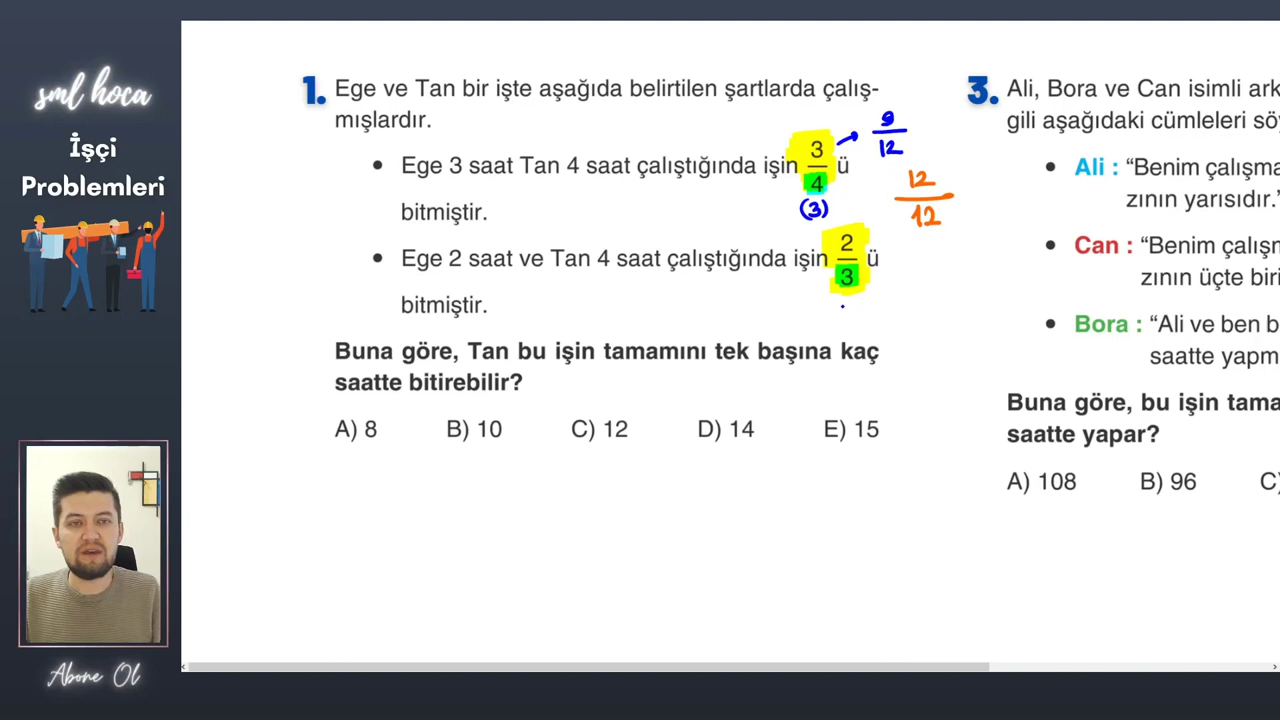 sml hoca
İşçi
Problemleri
Abone Ol
1. Ege ve Tan bir işte aşağıda belirtilen şartlarda çalış-
mışlardır.
• Ege 3 saat Tan 4 saat çalıştığında işin 3/4 ü
(3)
9/12
12/12
bitmiştir.
• Ege 2 saat ve Tan 4 saat çalıştığında işin 2/3 ü
bitmiştir.
Buna göre, Tan bu işin tamamını tek başına kaç
saatte bitirebilir?
A) 8 B) 10 C) 12 D) 14 E) 15
3. Ali, Bora ve Can isimli ark
gili aşağıdaki cümleleri söy
• Ali : “Benim çalışma
zının yarısıdır.”
• Can : “Benim çalışm
zının üçte biri
• Bora : “Ali ve ben b
saatte yapm
Buna göre, bu işin tama
saatte yapar?
A) 108 B) 96 C)